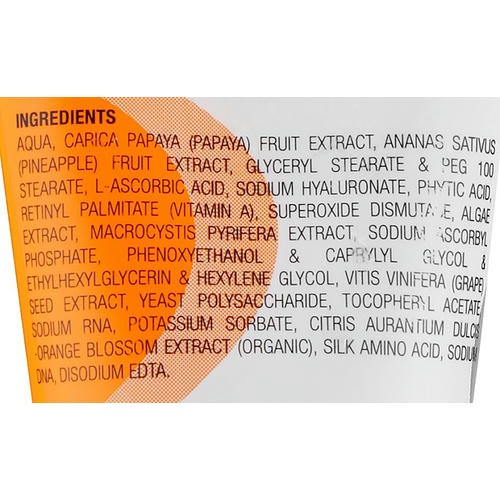 INGREDIENTS
AQUA, CARICA PAPAYA (PAPAYA) FRUIT EXTRACT, ANANAS SATIVUS
(PINEAPPLE) FRUIT EXTRACT, GLYCERYL STEARATE & PEG 100
STEARATE, L-ASCORBIC ACID, SODIUM HYALURONATE, PHYTIC ACID,
RETINYL PALMITATE (VITAMIN A), SUPEROXIDE DISMUTASE, ALGAE
EXTRACT, MACROCYSTIS PYRIFERA EXTRACT, SODIUM ASCORBYL
PHOSPHATE, PHENOXYETHANOL & CAPRYLYL GLYCOL &
ETHYLHEXYLGLYCERIN & HEXYLENE GLYCOL, VITIS VINIFERA (GRAPE)
SEED EXTRACT, YEAST POLYSACCHARIDE, TOCOPHERYL ACETATE,
SODIUM RNA, POTASSIUM SORBATE, CITRIS AURANTIUM DULCIS
-ORANGE BLOSSOM EXTRACT (ORGANIC), SILK AMINO ACID, SODIUM
DNA, DISODIUM EDTA.